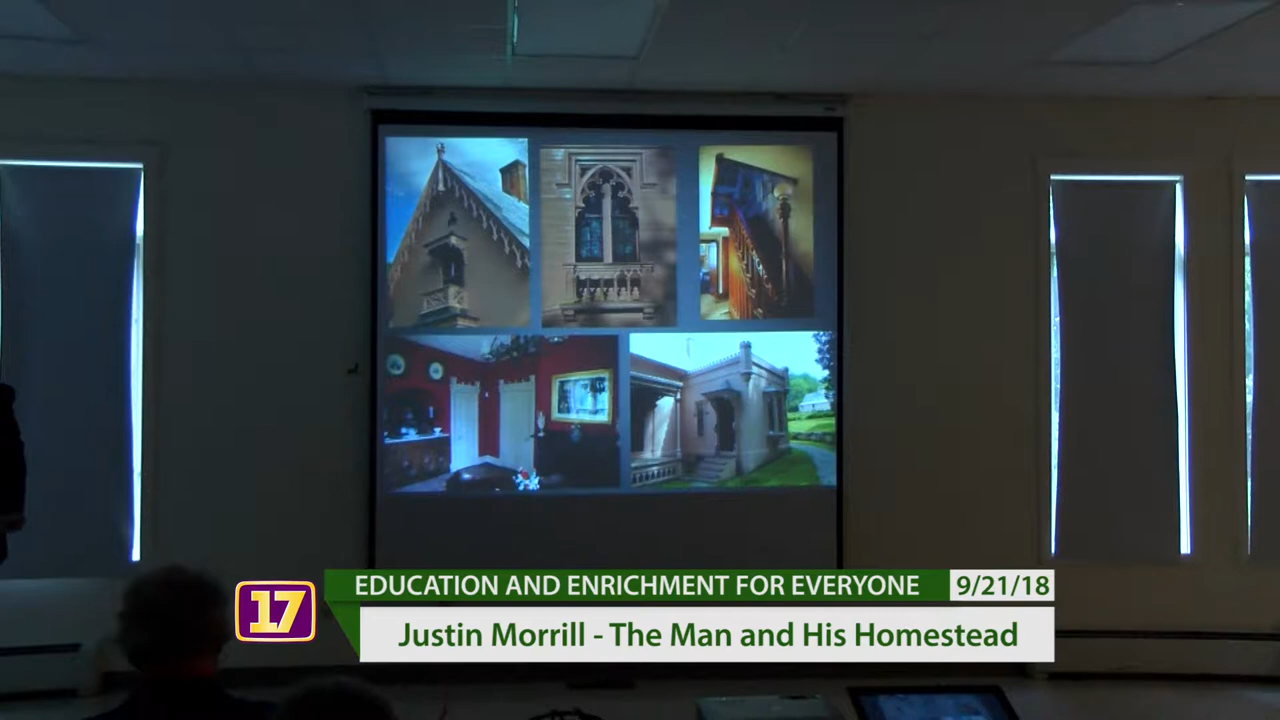 17
EDUCATION AND ENRICHMENT FOR EVERYONE
9/21/18
Justin Morrill - The Man and His Homestead